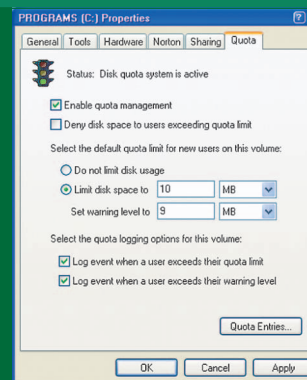 PROGRAMS (C:) Properties
General Tools Hardware Norton Sharing Quota
Status: Disk quota system is active
Enable quota management
Deny disk space to users exceeding quota limit
Select the default quota limit for new users on this volume:
Do not limit disk usage
Limit disk space to 10 MB
Set warning level to 9 MB
Select the quota logging options for this volume:
Log event when a user exceeds their quota limit
Log event when a user exceeds their warning level
Quota Entries...
OK Cancel Apply